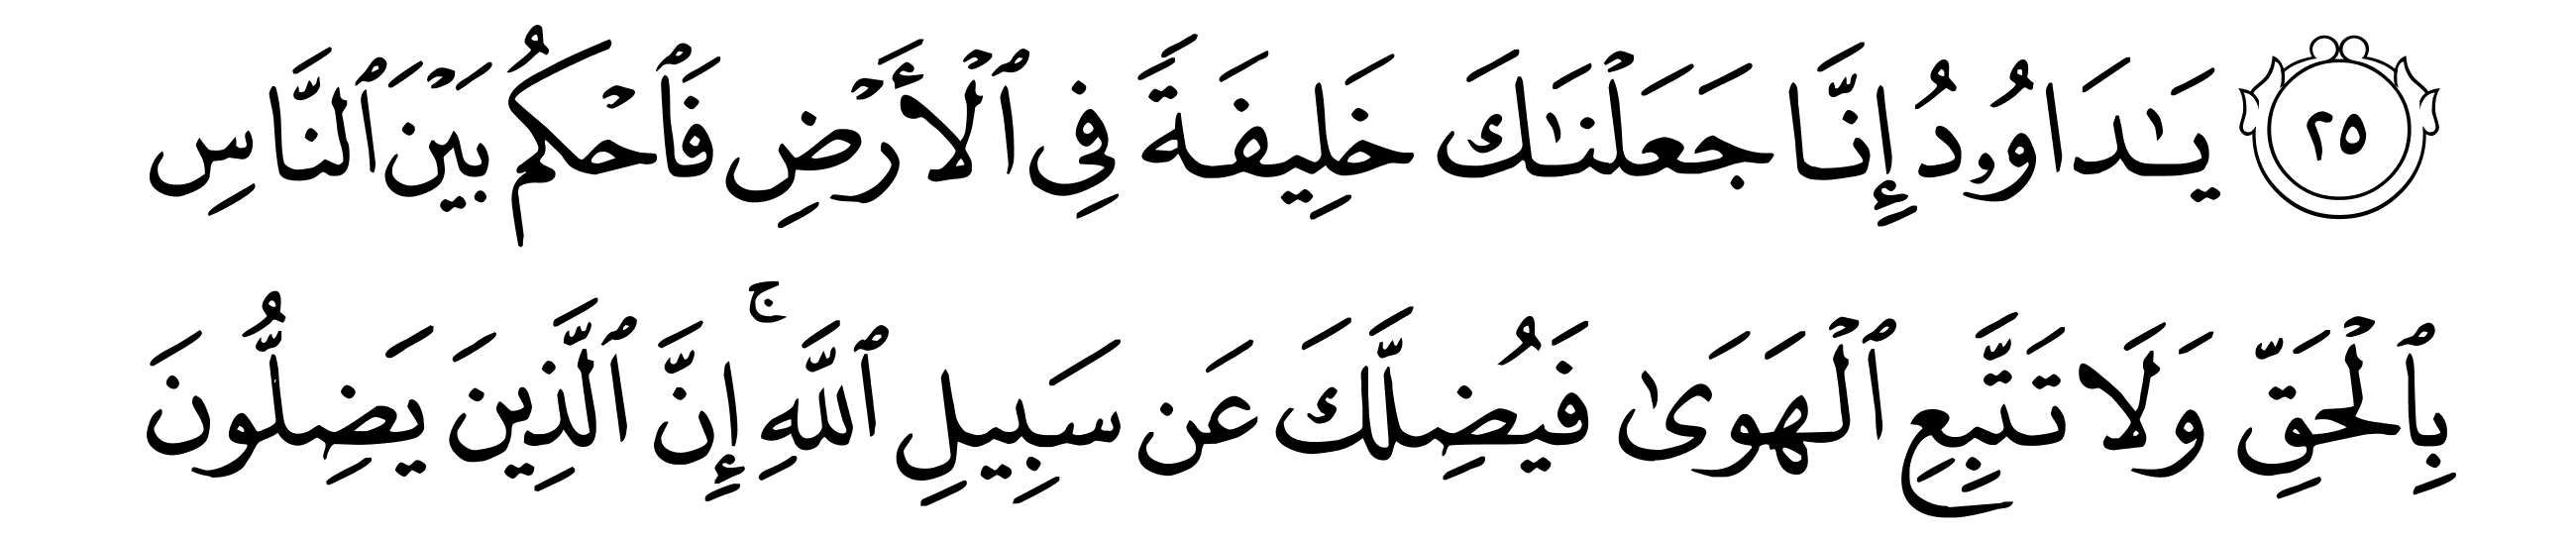 ٢٥ يَٰدَاوُۥدُ إِنَّا جَعَلۡنَٰكَ خَلِيفَةً فِي ٱلۡأَرۡضِ فَٱحۡكُم بَيۡنَ ٱلنَّاسِ
بِٱلۡحَقِّ وَلَا تَتَّبِعِ ٱلۡهَوَىٰ فَيُضِلَّكَ عَن سَبِيلِ ٱللَّهِۚ إِنَّ ٱلَّذِينَ يَضِلُّونَ